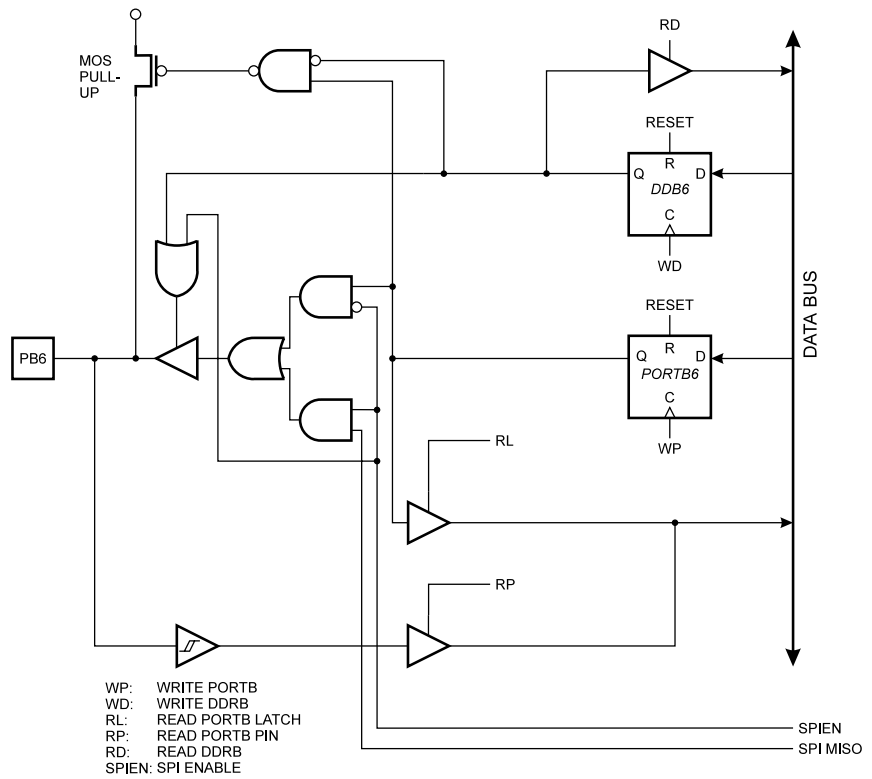 RD
MOS
PULL-
UP
RESET
R
Q
D
DDB6
C
WD
DATA BUS
RESET
R
Q
D
PORTB6
C
WP
PB6
RL
RP
WP: WRITE PORTB
WD: WRITE DDRB
RL: READ PORTB LATCH
RP: READ PORTB PIN
RD: READ DDRB
SPIEN: SPI ENABLE
SPIEN
SPI MISO